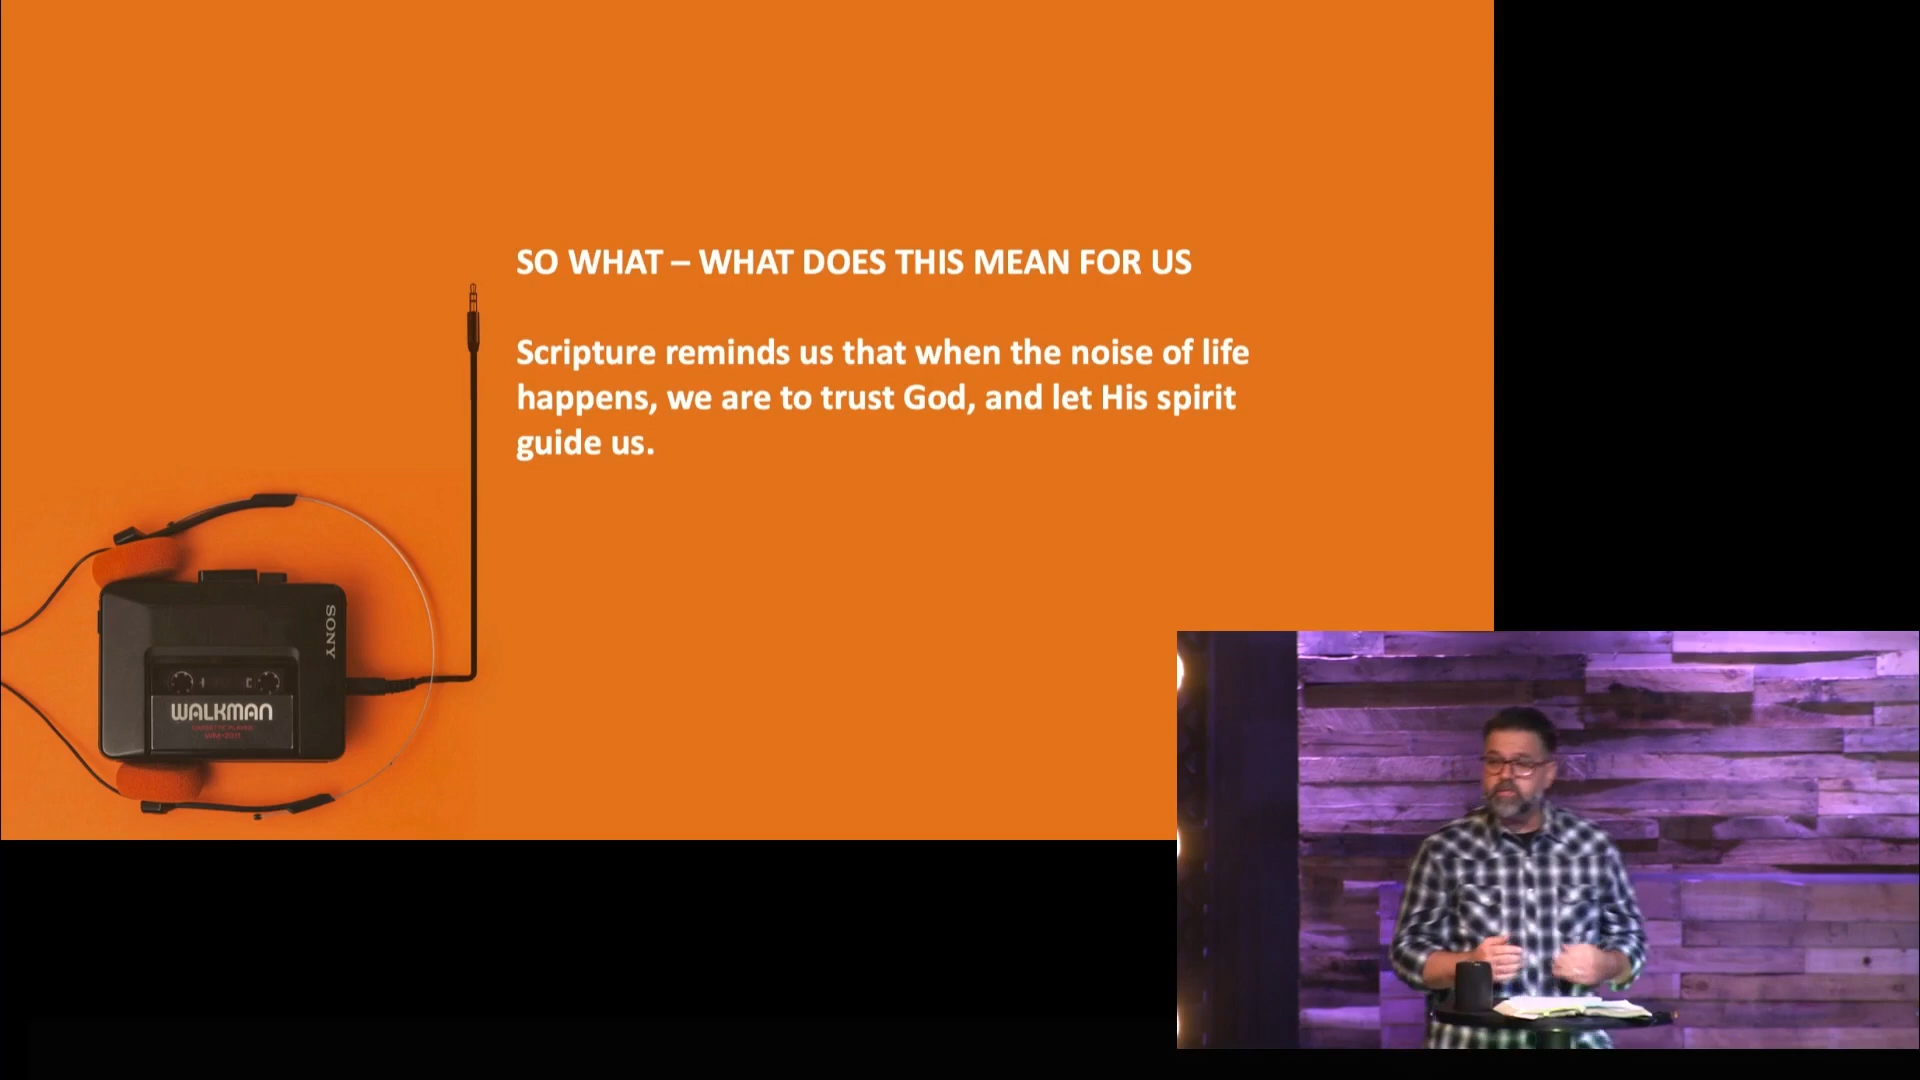 SO WHAT – WHAT DOES THIS MEAN FOR US
Scripture reminds us that when the noise of life
happens, we are to trust God, and let His spirit
guide us.
SONY
WALKMAN